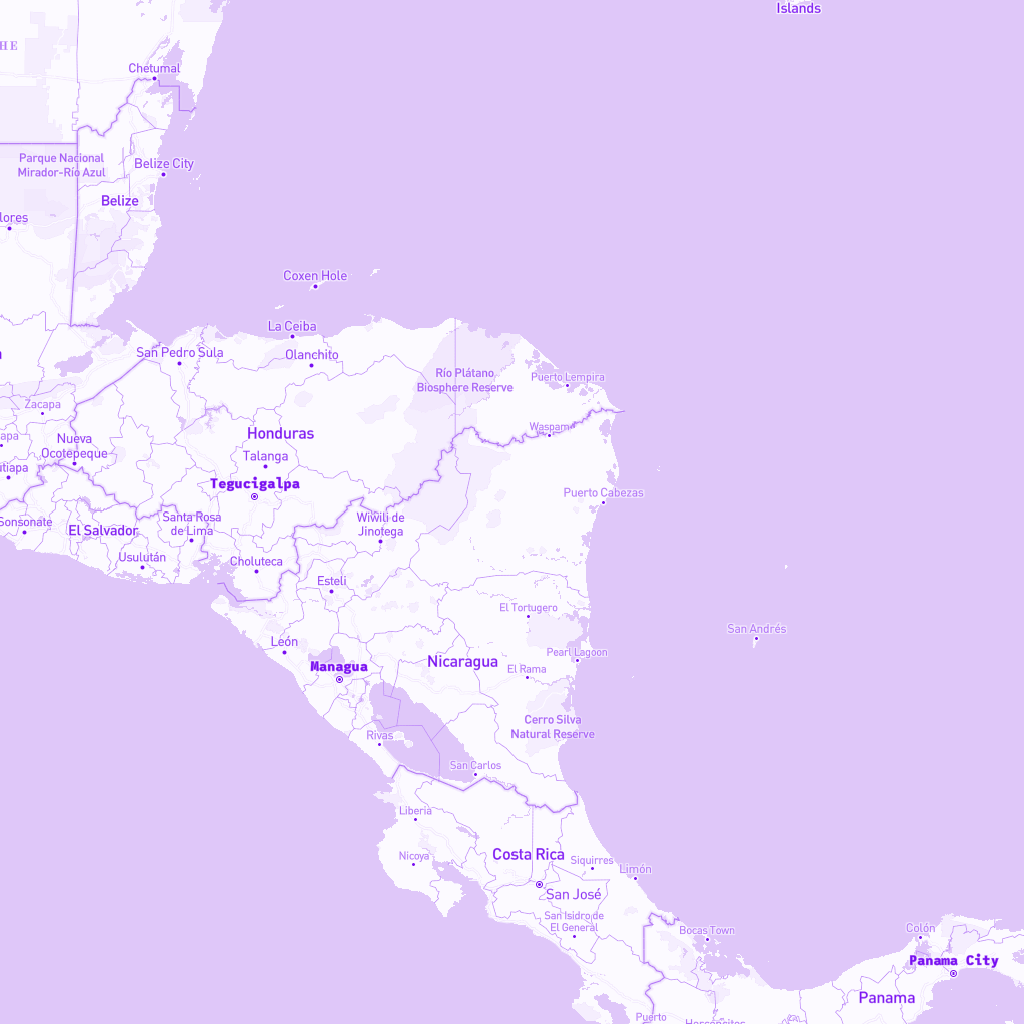 Islands
HE
Chetumal
Parque Nacional
Mirador-Río Azul
Belize City
Belize
lores
Coxen Hole
La Ceiba
San Pedro Sula
Olanchito
Río Plátano
Biosphere Reserve
Puerto Lempira
Zacapa
Waspam
apa
Nueva
Ocotepeque
Honduras
Talanga
utiapa
Tegucigalpa
Puerto Cabezas
Sonsonate
El Salvador
Santa Rosa
de Lima
Wiwilí de
Jinotega
Usulután
Choluteca
Estelí
El Tortugero
San Andrés
León
Pearl Lagoon
Managua
Nicaragua
El Rama
Cerro Silva
Natural Reserve
Rivas
San Carlos
Liberia
Nicoya
Costa Rica
Siquirres
Limón
San José
San Isidro de
El General
Bocas Town
Colón
Panama City
Panama
Puerto